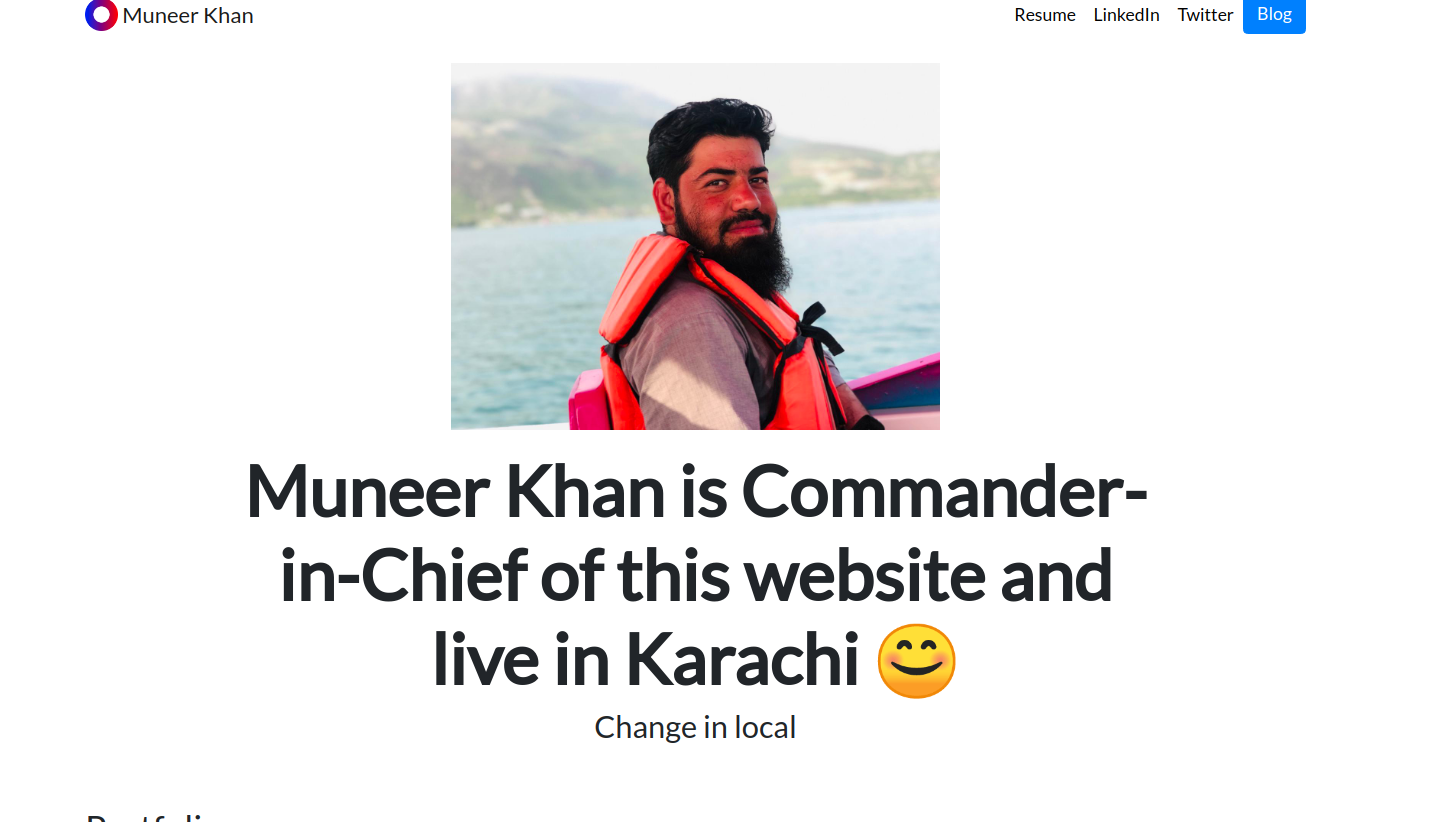 Muneer Khan
Resume LinkedIn Twitter Blog
Muneer Khan is Commander-
in-Chief of this website and
live in Karachi 😊
Change in local